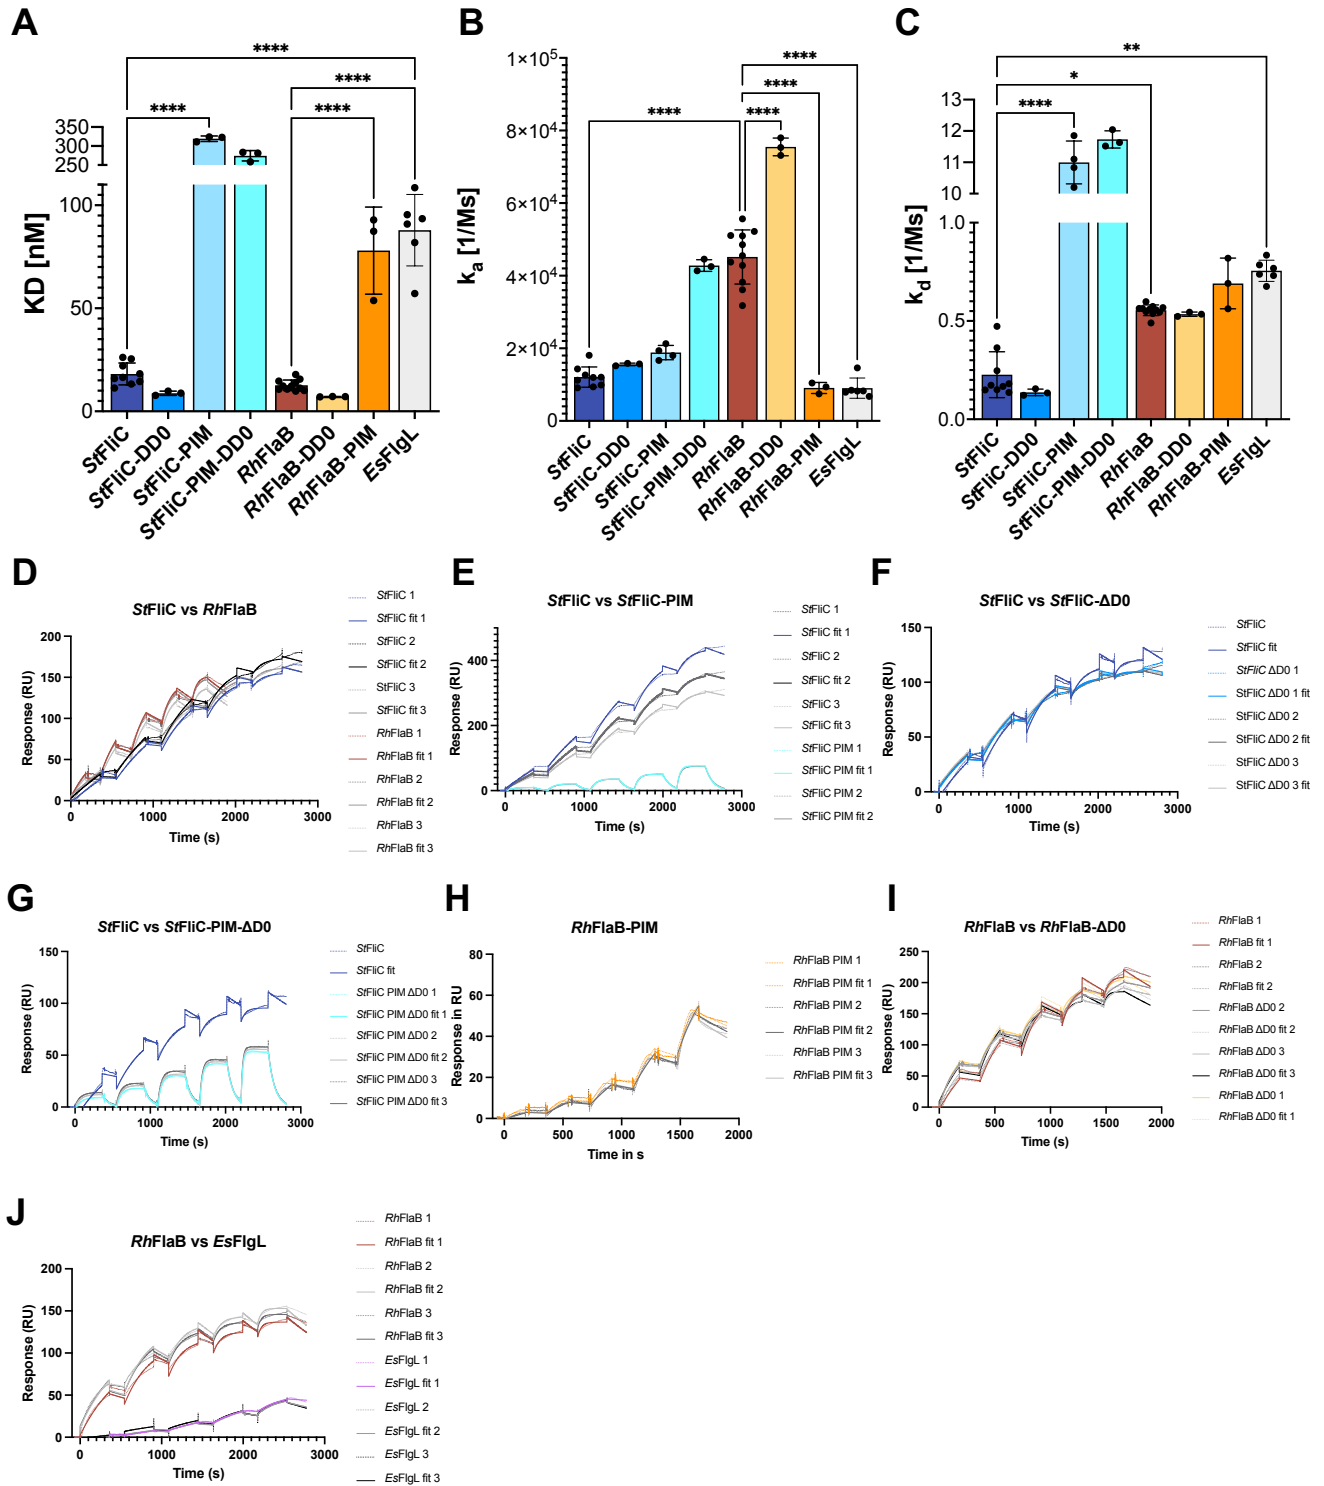 A
B
C
****
****
****
****
KD [nM]
350
300
250
100
50
0
StFliC
StFliC-DD0
StFliC-PIM
StFliC-PIM-DD0
RhFlaB
RhFlaB-DD0
RhFlaB-PIM
EsFlgL
****
****
****
****
ka [1/Ms]
1×10⁵
8×10⁴
6×10⁴
4×10⁴
2×10⁴
0
StFliC
StFliC-DD0
StFliC-PIM
StFliC-PIM-DD0
RhFlaB
RhFlaB-DD0
RhFlaB-PIM
EsFlgL
**
*
****
kd [1/Ms]
13
12
11
10
1.0
0.5
0.0
StFliC
StFliC-DD0
StFliC-PIM
StFliC-PIM-DD0
RhFlaB
RhFlaB-DD0
RhFlaB-PIM
EsFlgL
D
StFliC vs RhFlaB
Response (RU)
200
150
100
50
0
0 1000 2000 3000
Time (s)
StFliC 1
StFliC fit 1
StFliC 2
StFliC fit 2
StFliC 3
StFliC fit 3
RhFlaB 1
RhFlaB fit 1
RhFlaB 2
RhFlaB fit 2
RhFlaB 3
RhFlaB fit 3
E
StFliC vs StFliC-PIM
Response (RU)
400
200
0
0 1000 2000 3000
Time (s)
StFliC 1
StFliC fit 1
StFliC 2
StFliC fit 2
StFliC 3
StFliC fit 3
StFliC PIM 1
StFliC PIM fit 1
StFliC PIM 2
StFliC PIM fit 2
F
StFliC vs StFliC-ΔD0
Response (RU)
150
100
50
0
0 1000 2000 3000
Time (s)
StFliC
StFliC fit
StFliC ΔD0 1
StFliC ΔD0 1 fit
StFliC ΔD0 2
StFliC ΔD0 2 fit
StFliC ΔD0 3
StFliC ΔD0 3 fit
G
StFliC vs StFliC-PIM-ΔD0
Response (RU)
150
100
50
0
0 1000 2000 3000
Time (s)
StFliC
StFliC fit
StFliC PIM ΔD0 1
StFliC PIM ΔD0 fit 1
StFliC PIM ΔD0 2
StFliC PIM ΔD0 fit 2
StFliC PIM ΔD0 3
StFliC PIM ΔD0 fit 3
H
RhFlaB-PIM
Response in RU
80
60
40
20
0
0 500 1000 1500 2000
Time in s
RhFlaB PIM 1
RhFlaB PIM fit 1
RhFlaB PIM 2
RhFlaB PIM fit 2
RhFlaB PIM 3
RhFlaB PIM fit 3
I
RhFlaB vs RhFlaB-ΔD0
Response (RU)
250
200
150
100
50
0
0 500 1000 1500 2000
Time (s)
RhFlaB 1
RhFlaB fit 1
RhFlaB 2
RhFlaB fit 2
RhFlaB ΔD0 2
RhFlaB ΔD0 fit 2
RhFlaB ΔD0 3
RhFlaB ΔD0 fit 3
RhFlaB ΔD0 1
RhFlaB ΔD0 fit 1
J
RhFlaB vs EsFlgL
Response (RU)
200
150
100
50
0
0 1000 2000 3000
Time (s)
RhFlaB 1
RhFlaB fit 1
RhFlaB 2
RhFlaB fit 2
RhFlaB 3
RhFlaB fit 3
EsFlgL 1
EsFlgL fit 1
EsFlgL 2
EsFlgL fit 2
EsFlgL 3
EsFlgL fit 3